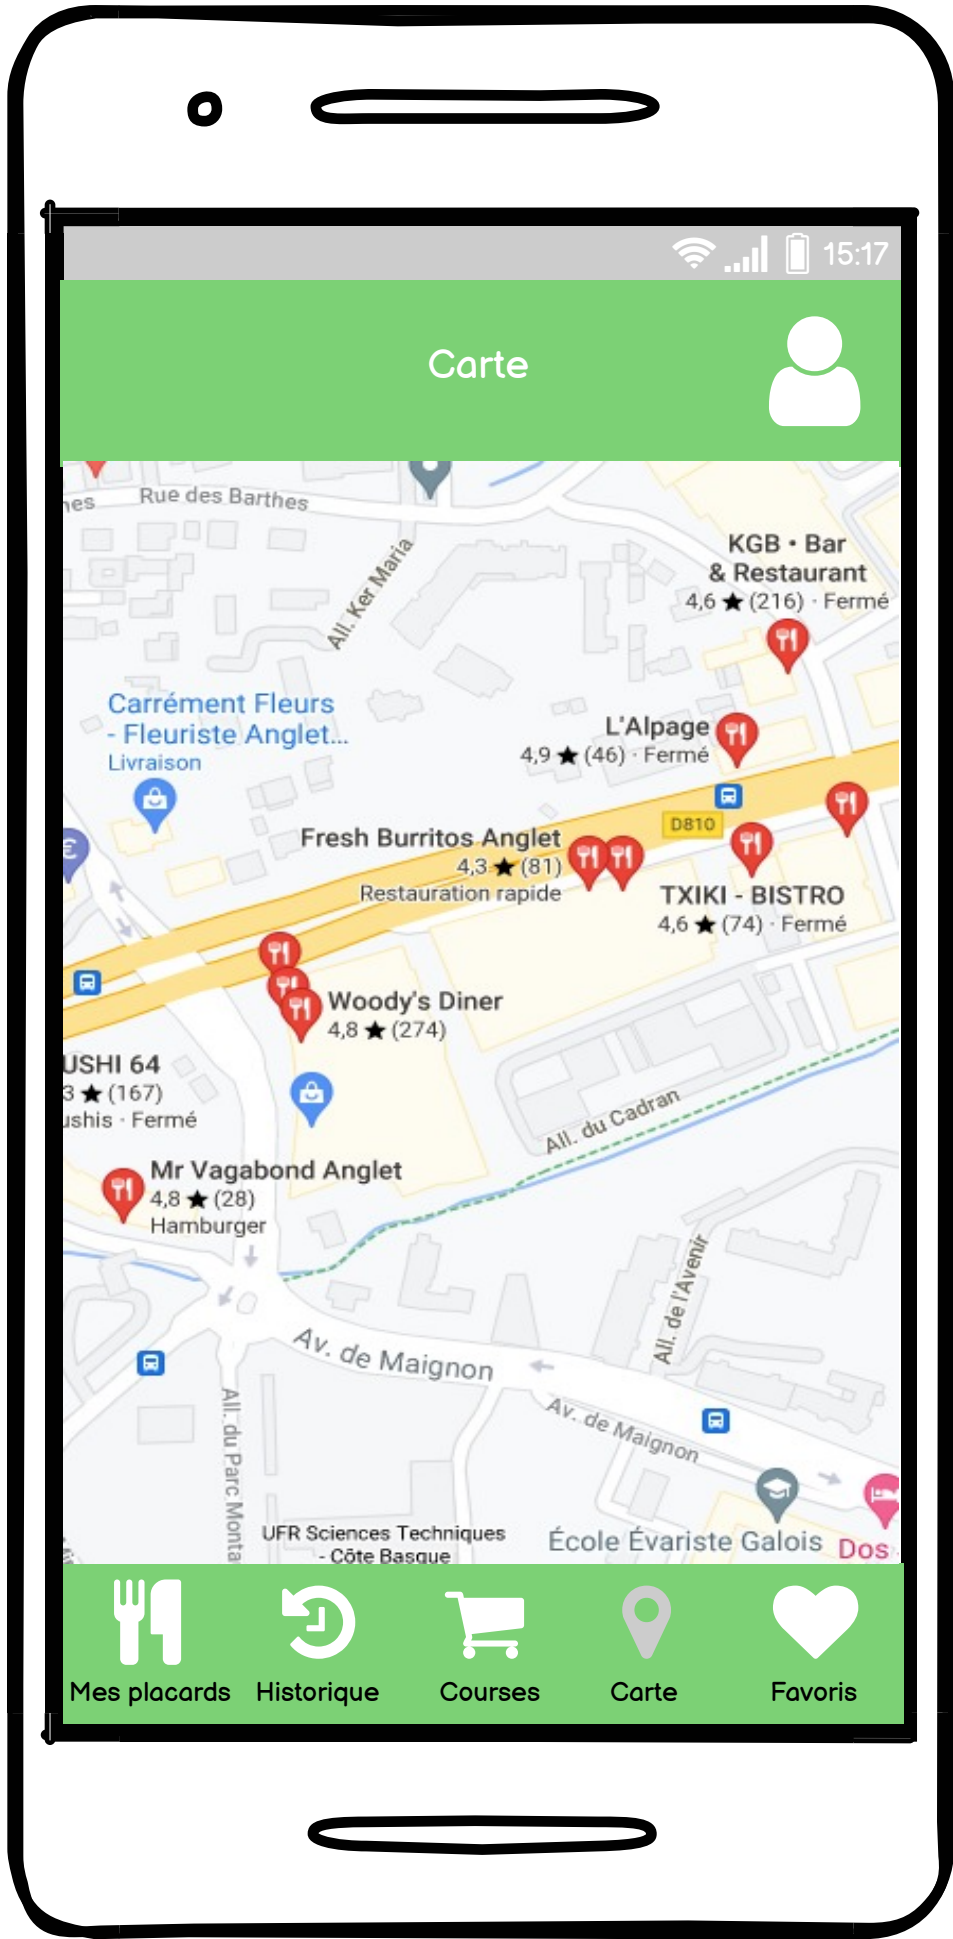 15:17
Carte
Rue des Barthes
All. Ker Maria
KGB • Bar
& Restaurant
4,6 ★ (216) · Fermé
Carrément Fleurs
- Fleuriste Anglet...
Livraison
L'Alpage
4,9 ★ (46) · Fermé
D810
Fresh Burritos Anglet
4,3 ★ (81)
Restauration rapide
TXIKI - BISTRO
4,6 ★ (74) · Fermé
€
Woody's Diner
4,8 ★ (274)
USHI 64
3 ★ (167)
ushis · Fermé
All. du Cadran
Mr Vagabond Anglet
4,8 ★ (28)
Hamburger
All. de l'Avenir
Av. de Maignon
Av. de Maignon
All. du Parc Monta
UFR Sciences Techniques
- Côte Basque
École Évariste Galois
Dos
Mes placards
Historique
Courses
Carte
Favoris